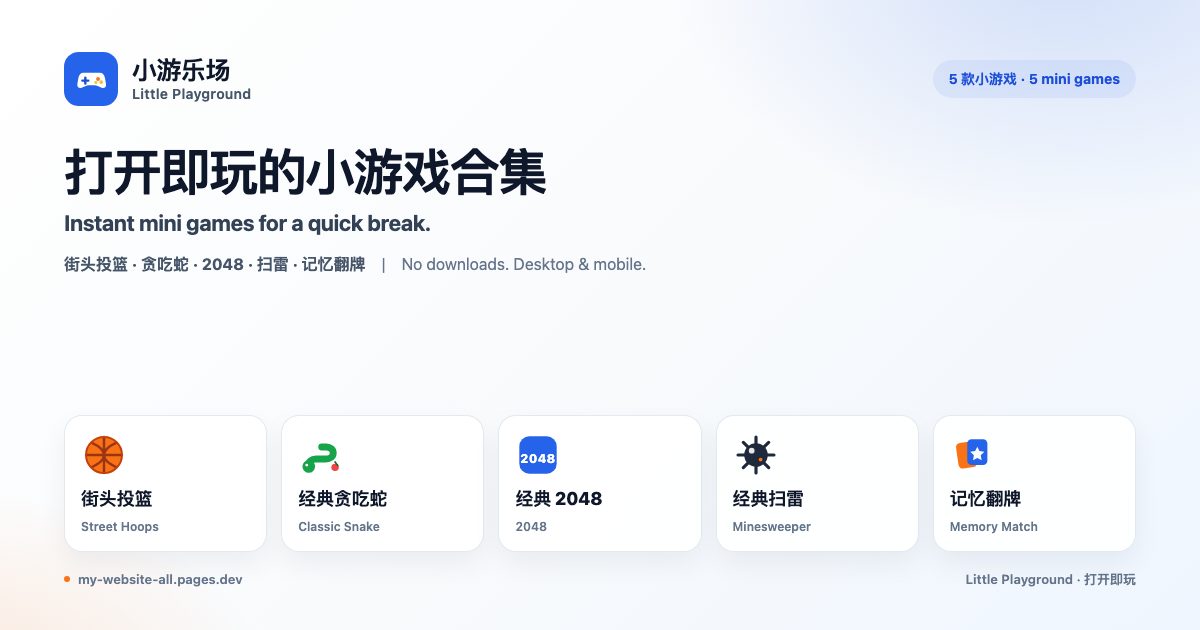 小游乐场
Little Playground
5 款小游戏 · 5 mini games
打开即玩的小游戏合集
Instant mini games for a quick break.
街头投篮 · 贪吃蛇 · 2048 · 扫雷 · 记忆翻牌 | No downloads. Desktop & mobile.
街头投篮
Street Hoops
经典贪吃蛇
Classic Snake
2048
经典 2048
2048
经典扫雷
Minesweeper
记忆翻牌
Memory Match
my-website-all.pages.dev
Little Playground · 打开即玩